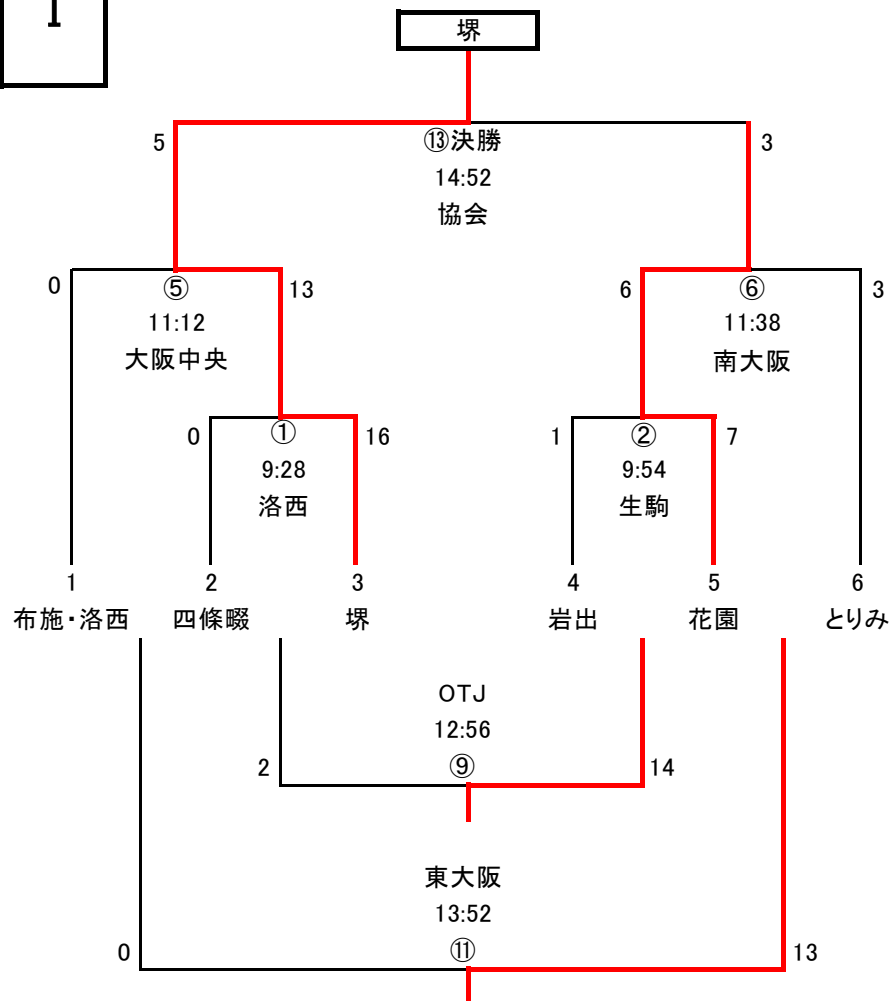 I
堺
5 ⑬決勝 3
14:52
協会
0 ⑤ 13 6 ⑥ 3
11:12 11:38
大阪中央 南大阪
0 ① 16 1 ② 7
9:28 9:54
洛西 生駒
1 2 3 4 5 6
布施・洛西 四條畷 堺 岩出 花園 とりみ
OTJ
12:56
2 ⑨ 14
東大阪
13:52
0 ⑪ 13